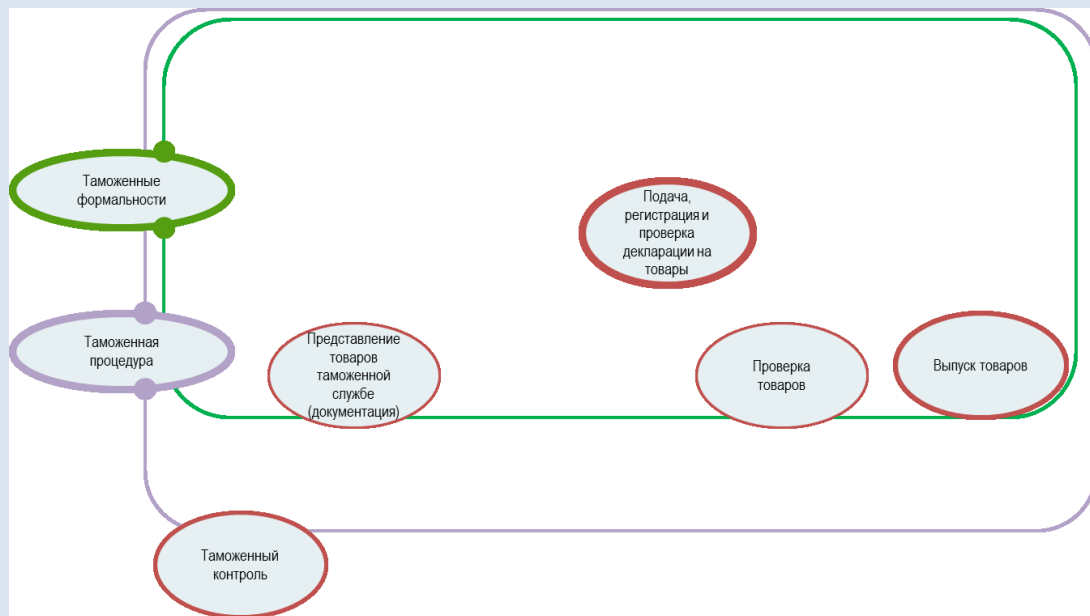 Таможенные
формальности
Подача,
регистрация и
проверка
декларации на
товары
Таможенная
процедура
Представление
товаров
таможенной
службе
(документация)
Проверка
товаров
Выпуск товаров
Таможенный
контроль